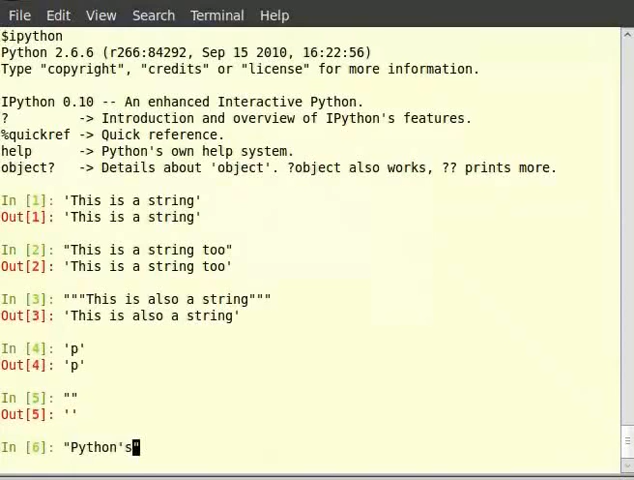 File Edit View Search Terminal Help
$ipython
Python 2.6.6 (r266:84292, Sep 15 2010, 16:22:56)
Type "copyright", "credits" or "license" for more information.
IPython 0.10 -- An enhanced Interactive Python.
?         -> Introduction and overview of IPython's features.
%quickref -> Quick reference.
help      -> Python's own help system.
object?   -> Details about 'object'. ?object also works, ?? prints more.
In [1]: 'This is a string'
Out[1]: 'This is a string'
In [2]: "This is a string too"
Out[2]: 'This is a string too'
In [3]: """This is also a string"""
Out[3]: 'This is also a string'
In [4]: 'p'
Out[4]: 'p'
In [5]: ""
Out[5]: ''
In [6]: "Python's"